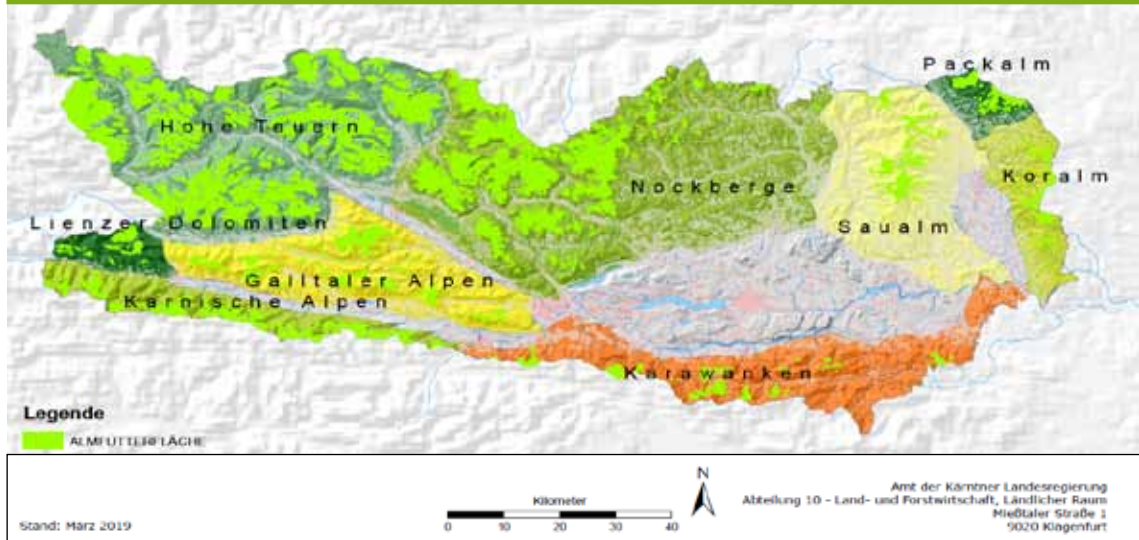 Packalm
Hohe Tauern
Koralm
Nockberge
Lienzer Dolomiten
Saualm
Gailtaler Alpen
Karnische Alpen
Karawanken
Legende
ALMFUTTERFLÄCHE
N
Kilometer
0 10 20 30 40
Stand: März 2019
Amt der Kärntner Landesregierung
Abteilung 10 - Land- und Forstwirtschaft, Ländlicher Raum
Mießtaler Straße 1
9020 Klagenfurt